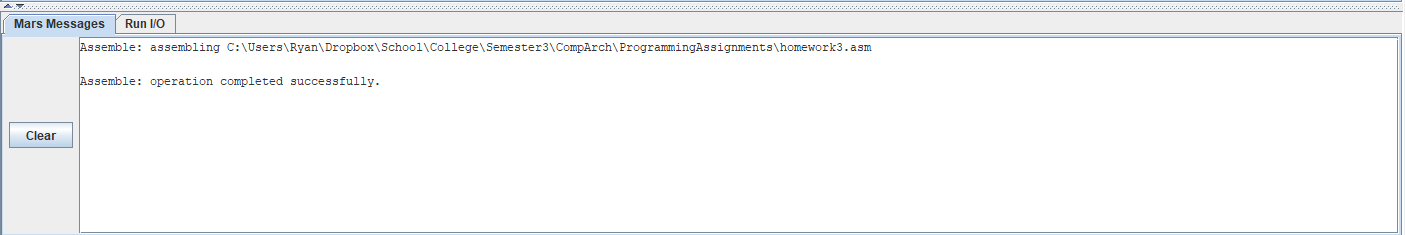 Mars Messages Run I/O
Assemble: assembling C:\Users\Ryan\Dropbox\School\College\Semester3\CompArch\ProgrammingAssignments\homework3.asm
Assemble: operation completed successfully.
Clear